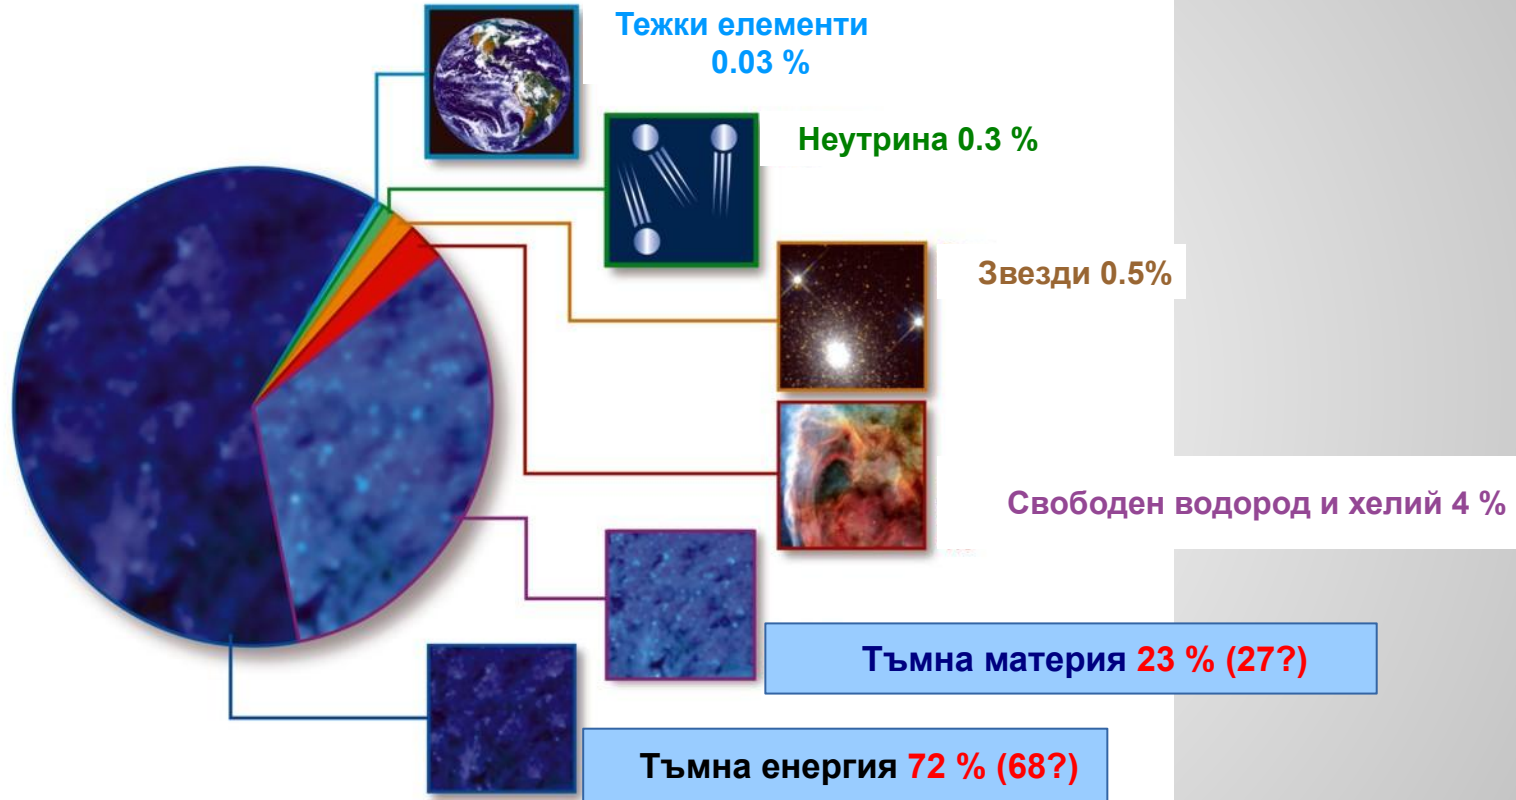 Тежки елементи
0.03 %
Неутрина 0.3 %
Звезди 0.5%
Свободен водород и хелий 4 %
Тъмна материя 23 % (27?)
Тъмна енергия 72 % (68?)